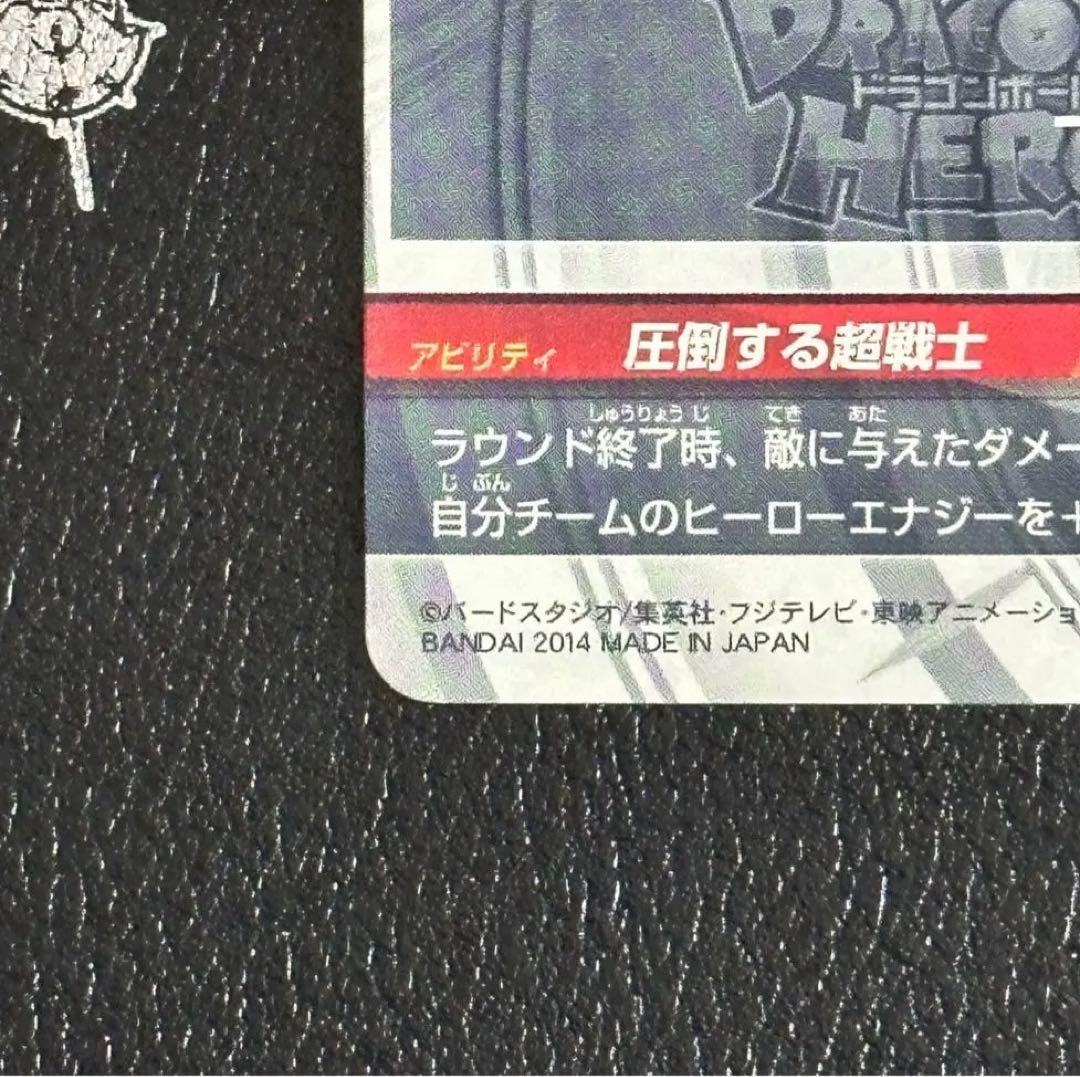 DRAGO
ドラゴンボール
HERO
アビリティ 圧倒する超戦士
しゅうりょうじ てき あた
ラウンド終了時、敵に与えたダメー
じ ぶん
自分チームのヒーローエナジーを+
©バードスタジオ/集英社・フジテレビ・東映アニメーショ
BANDAI 2014 MADE IN JAPAN